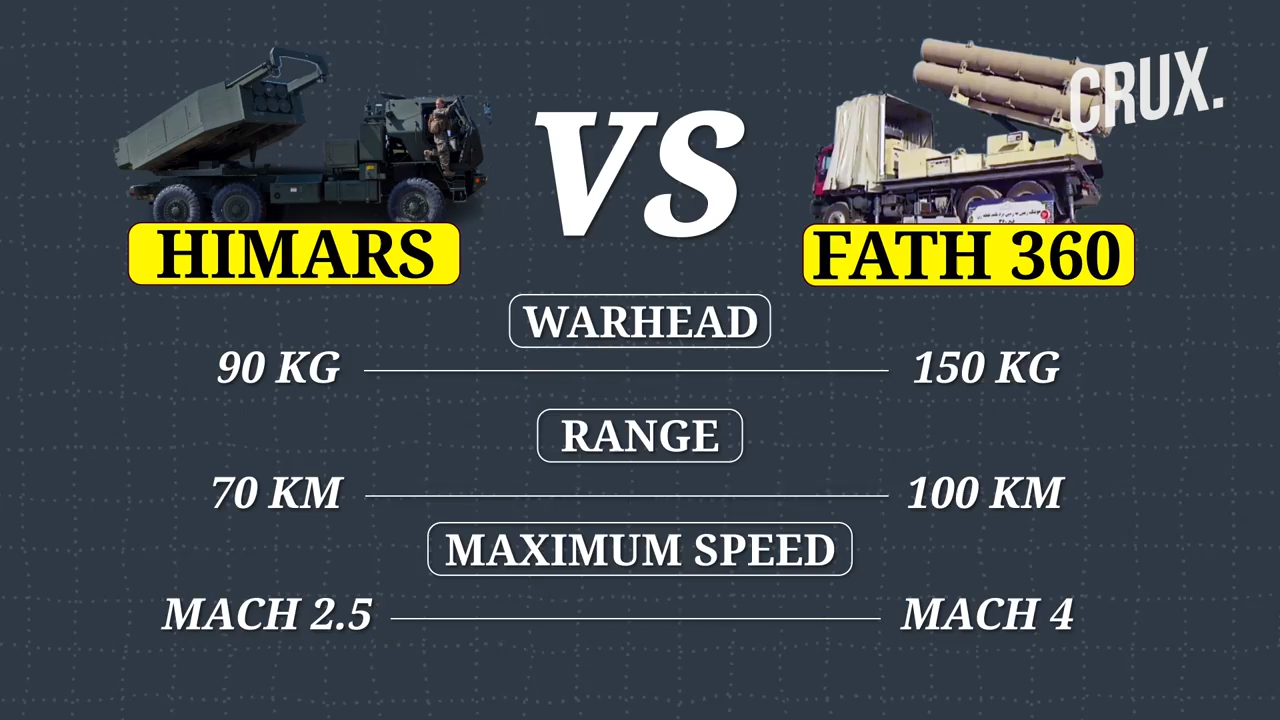 CRUX.
VS
HIMARS
FATH 360
WARHEAD
90 KG
150 KG
RANGE
70 KM
100 KM
MAXIMUM SPEED
MACH 2.5
MACH 4